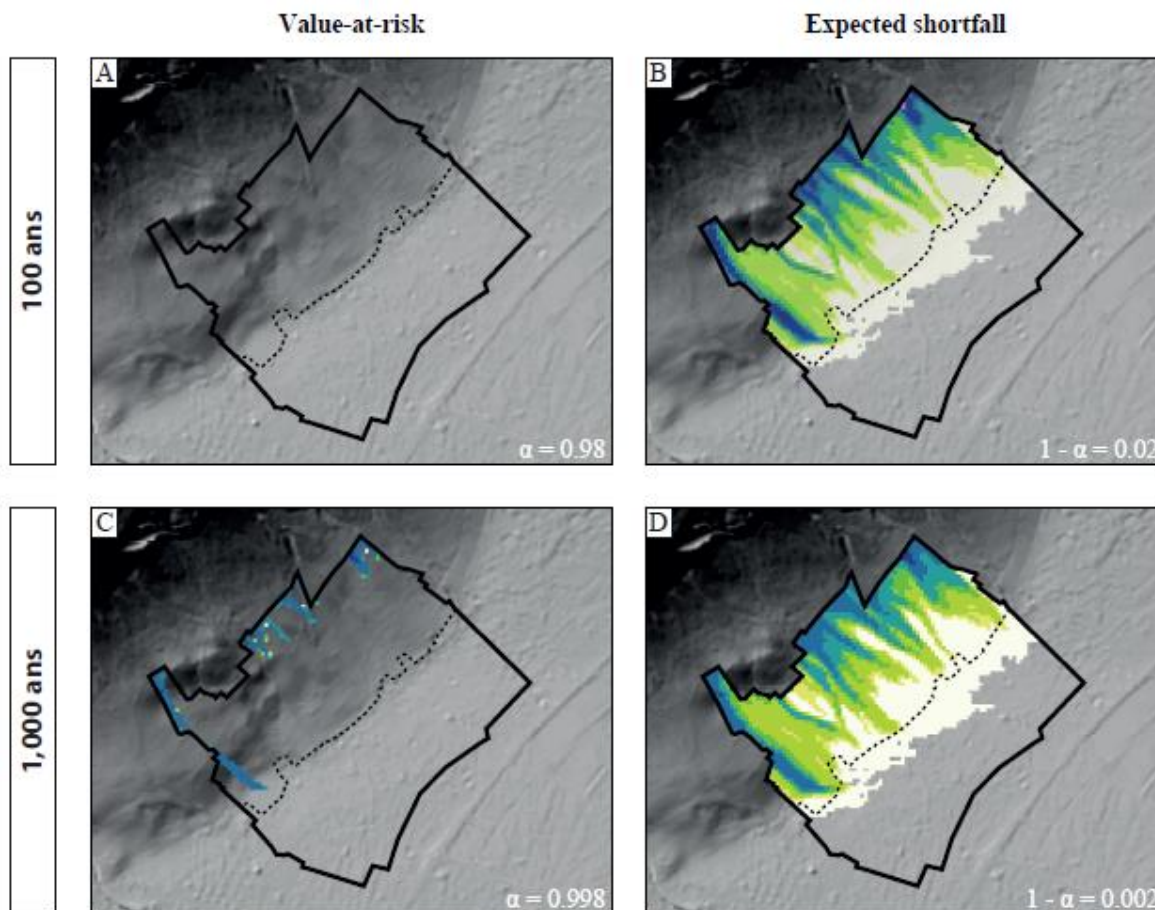 Value-at-risk
Expected shortfall
100 ans
A
α = 0.98
B
1 - α = 0.02
1,000 ans
C
α = 0.998
D
1 - α = 0.002